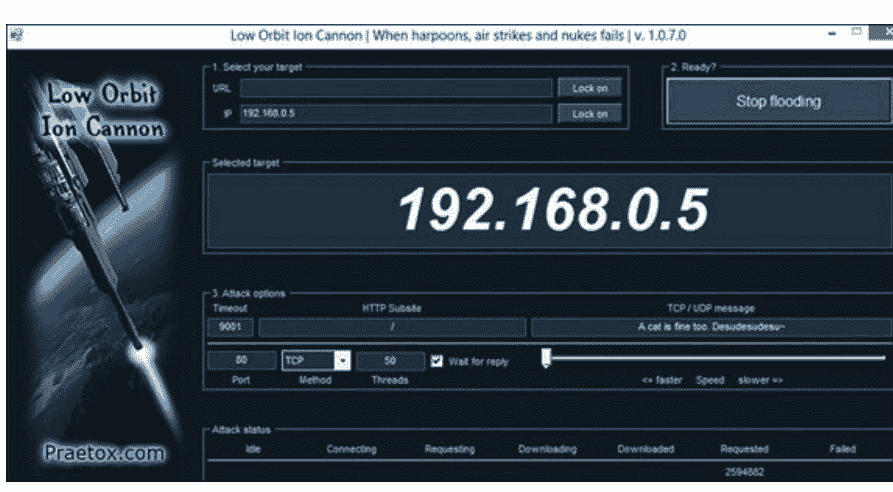 Low Orbit Ion Cannon | When harpoons, air strikes and nukes fails | v. 1.0.7.0
Low Orbit
Ion Cannon
1. Select your target
URL
Lock on
IP
192.168.0.5
Lock on
2. Ready?
Stop flooding
Selected target
192.168.0.5
3. Attack options
Timeout
HTTP Subsite
TCP / UDP message
9001
/
A cat is fine too. Desudesudesu~
80
TCP
50
Wait for reply
Port
Method
Threads
<= faster Speed slower =>
Attack status
Idle
Connecting
Requesting
Downloading
Downloaded
Requested
Failed
2594882
Praetox.com